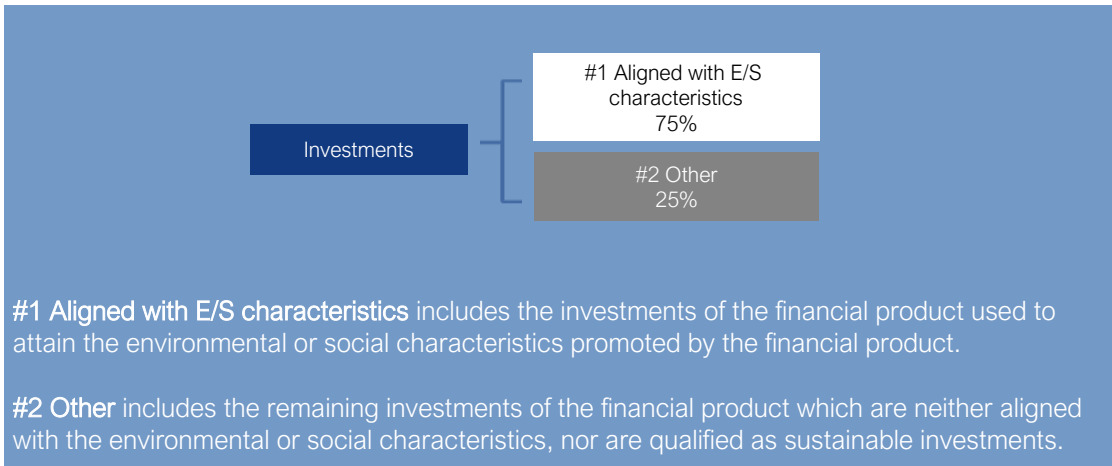 #1 Aligned with E/S
characteristics
75%
Investments
#2 Other
25%
#1 Aligned with E/S characteristics includes the investments of the financial product used to
attain the environmental or social characteristics promoted by the financial product.
#2 Other includes the remaining investments of the financial product which are neither aligned
with the environmental or social characteristics, nor are qualified as sustainable investments.